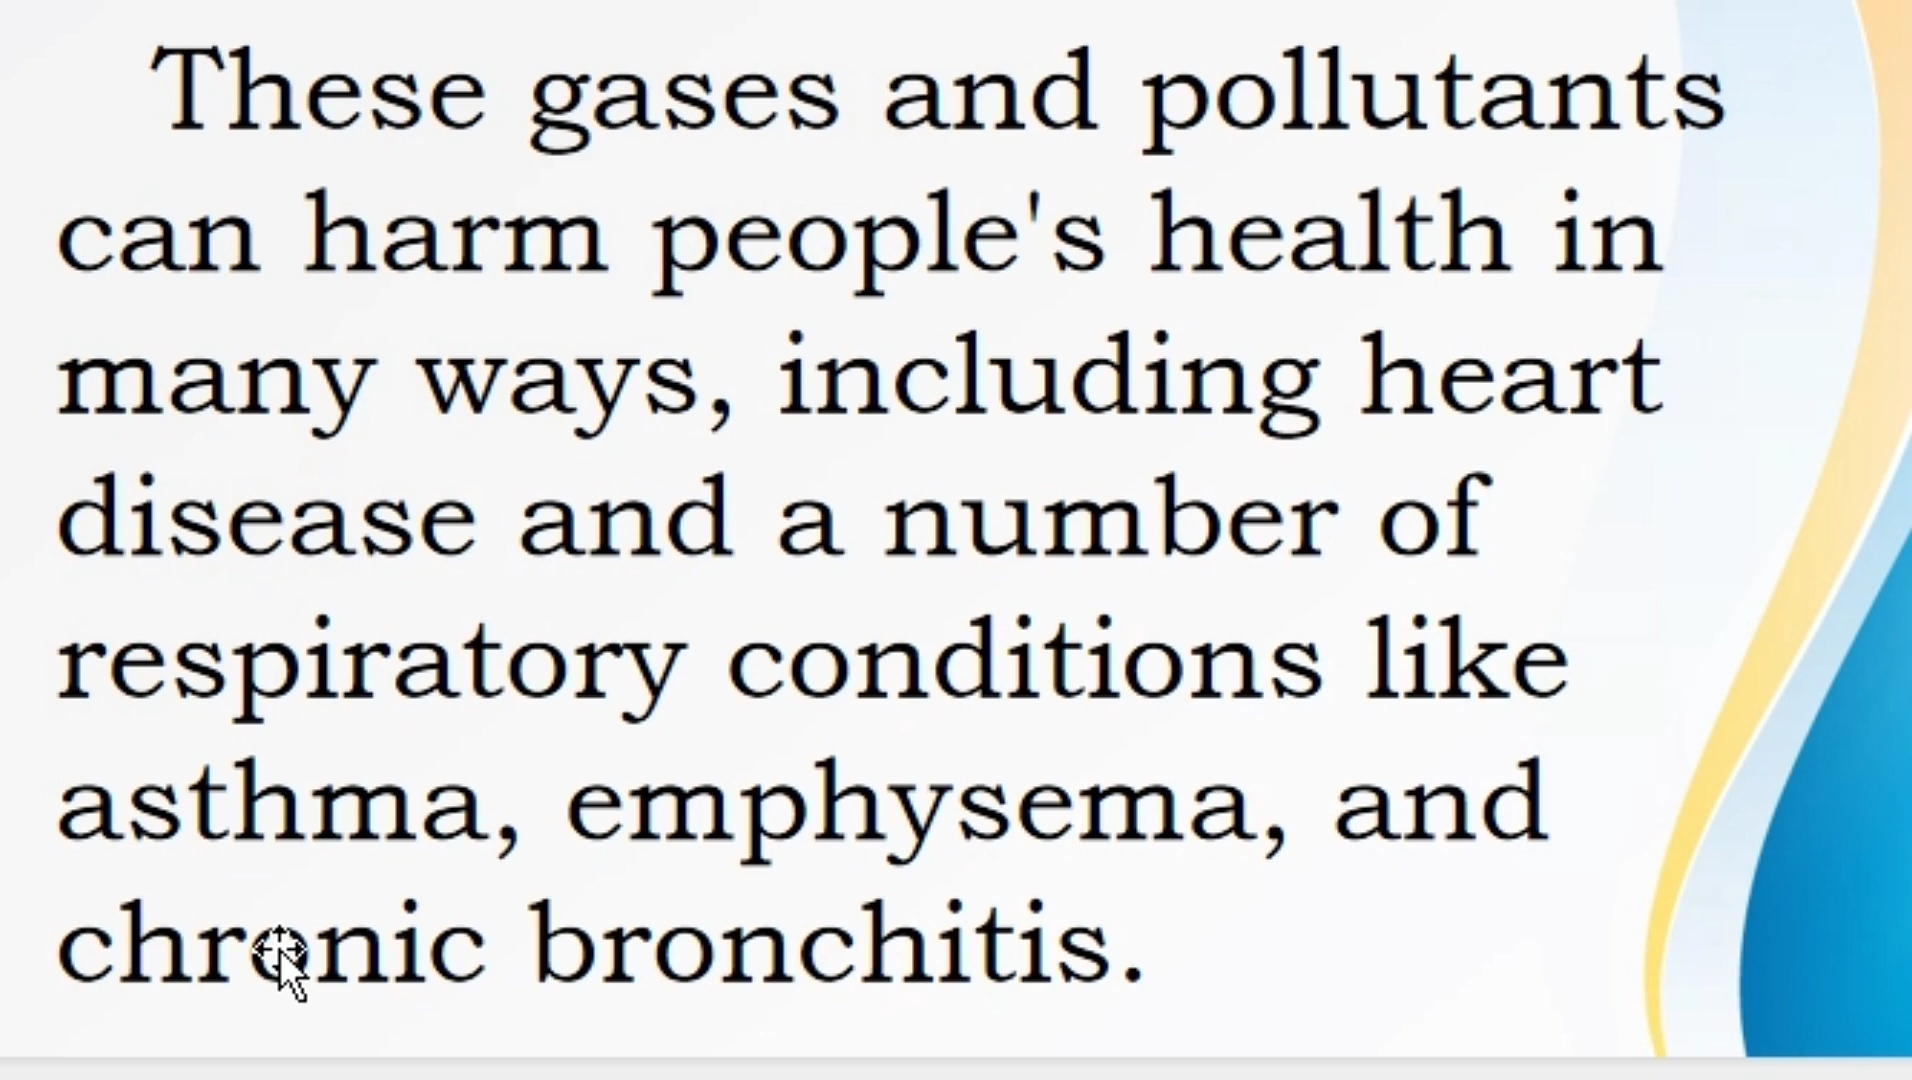 These gases and pollutants
can harm people's health in
many ways, including heart
disease and a number of
respiratory conditions like
asthma, emphysema, and
chronic bronchitis.